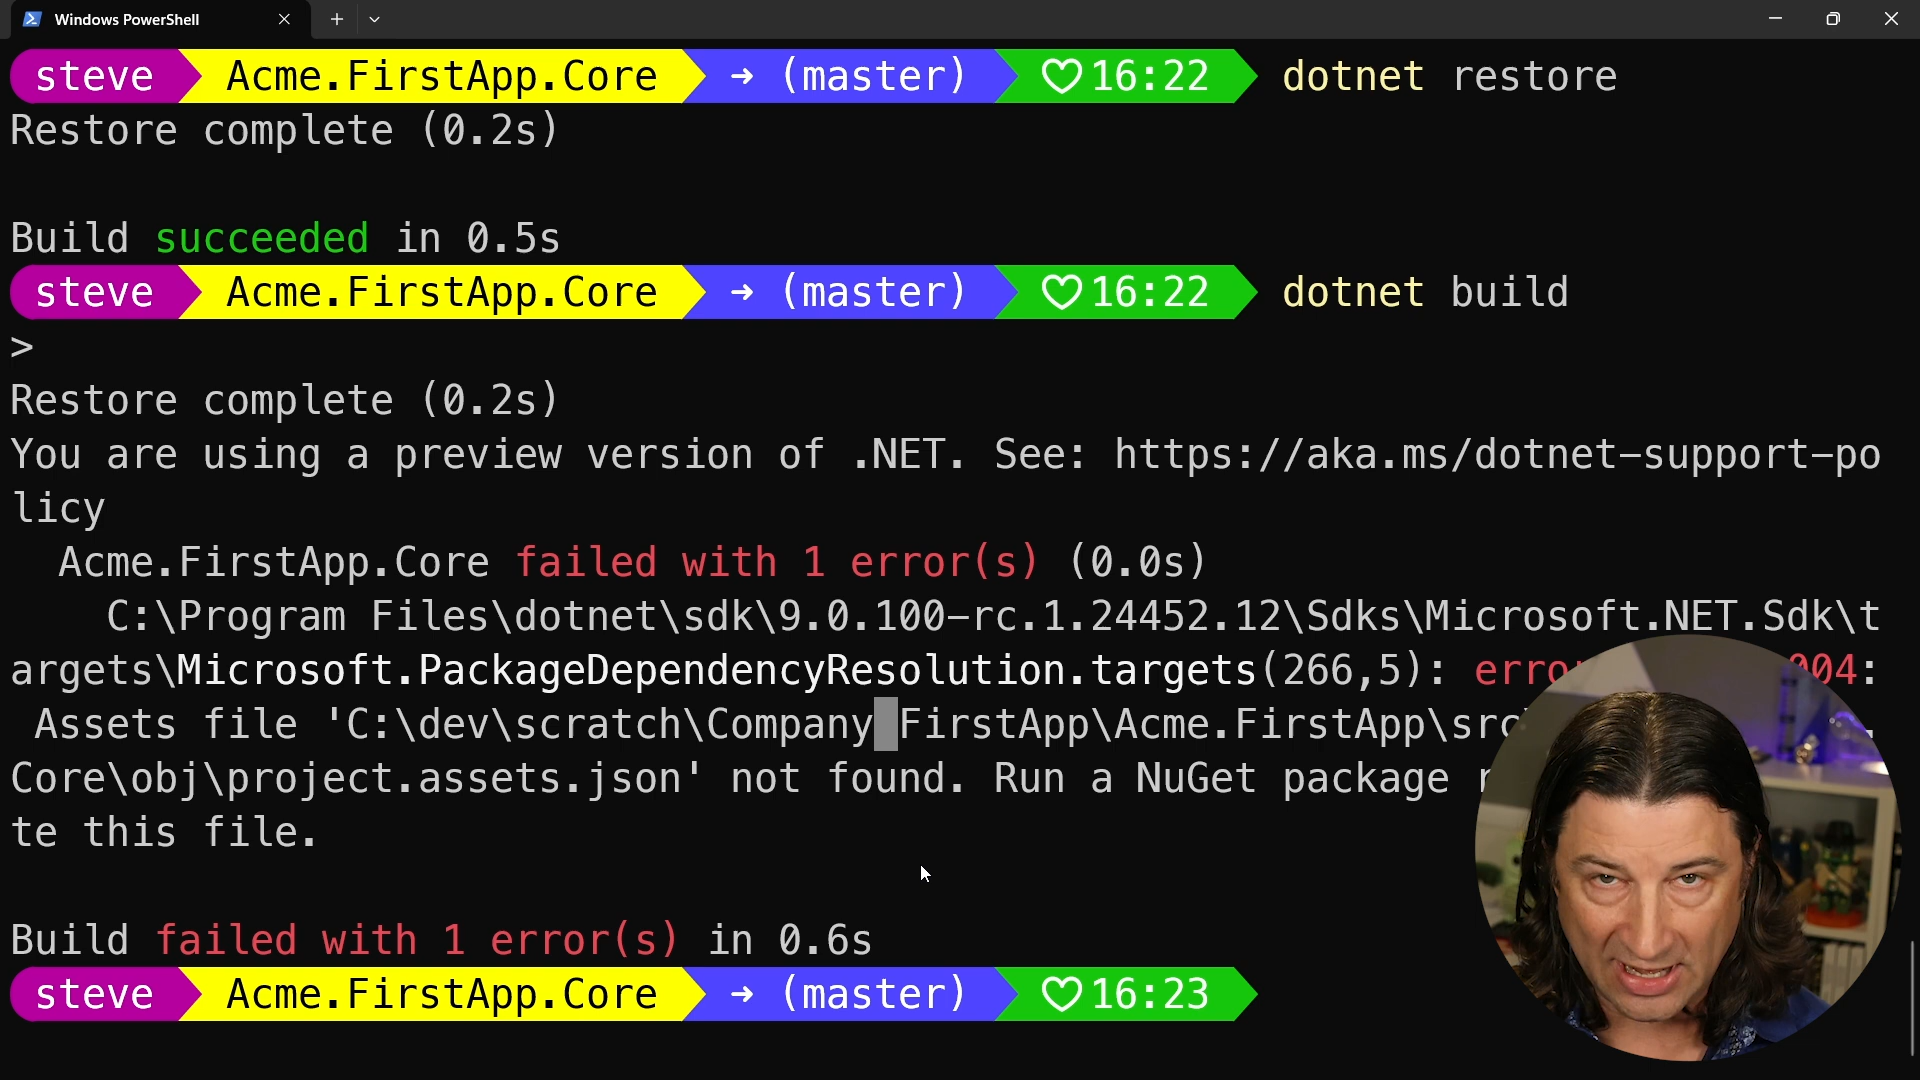 Windows PowerShell
steve Acme.FirstApp.Core → (master) ♡16:22 dotnet restore
Restore complete (0.2s)
Build succeeded in 0.5s
steve Acme.FirstApp.Core → (master) ♡16:22 dotnet build
>
Restore complete (0.2s)
You are using a preview version of .NET. See: https://aka.ms/dotnet-support-po
licy
Acme.FirstApp.Core failed with 1 error(s) (0.0s)
C:\Program Files\dotnet\sdk\9.0.100-rc.1.24452.12\Sdks\Microsoft.NET.Sdk\t
argets\Microsoft.PackageDependencyResolution.targets(266,5): 004:
Assets file 'C:\dev\scratch\Company FirstApp\Acme.FirstApp\src
Core\obj\project.assets.json' not found. Run a NuGet package
te this file.
Build failed with 1 error(s) in 0.6s
steve Acme.FirstApp.Core → (master) ♡16:23